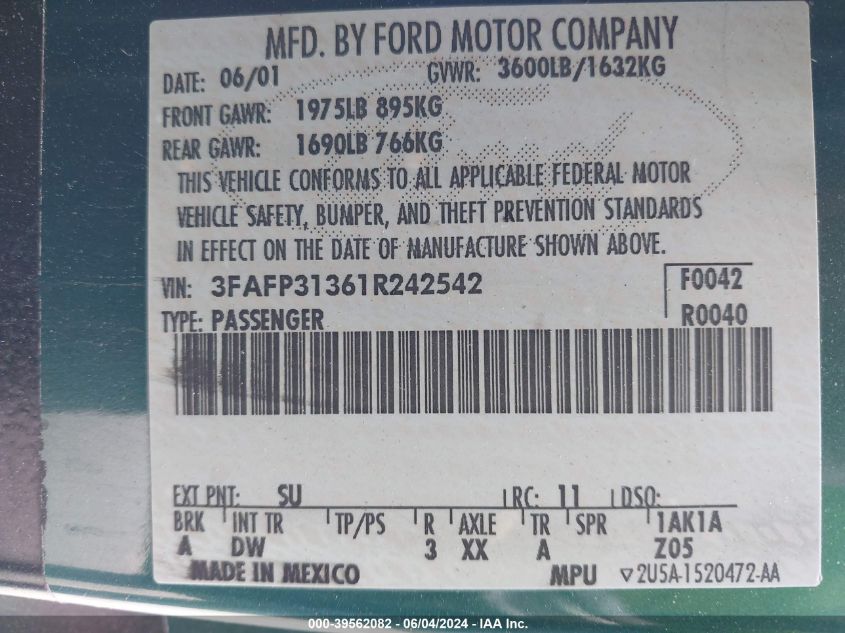 MFD. BY FORD MOTOR COMPANY
DATE: 06/01 GVWR: 3600LB/1632KG
FRONT GAWR: 1975LB 895KG
REAR GAWR: 1690LB 766KG
THIS VEHICLE CONFORMS TO ALL APPLICABLE FEDERAL MOTOR
VEHICLE SAFETY, BUMPER, AND THEFT PREVENTION STANDARDS
IN EFFECT ON THE DATE OF MANUFACTURE SHOWN ABOVE.
VIN: 3FAFP31361R242542 F0042
TYPE: PASSENGER R0040
EXT PNT: SU RC: 11 DSO:
BRK INT TR TP/PS R AXLE TR SPR 1AK1A
A DW 3 XX A Z05
MADE IN MEXICO MPU ▽2U5A-1520472-AA
000-39562082 - 06/04/2024 - IAA Inc.